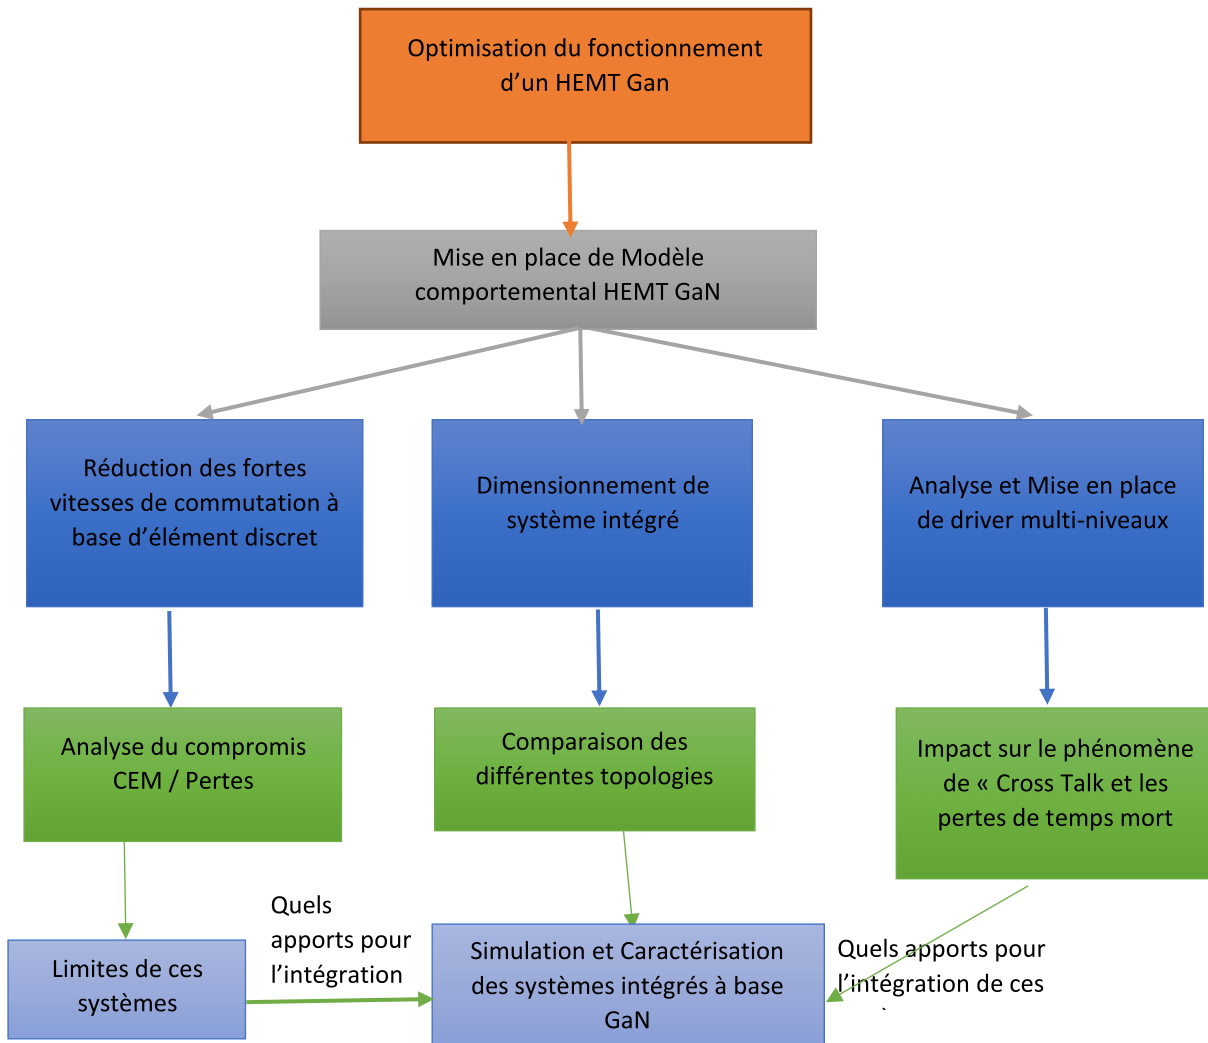 Optimisation du fonctionnement
d’un HEMT Gan
Mise en place de Modèle
comportemental HEMT GaN
Réduction des fortes
vitesses de commutation à
base d’élément discret
Dimensionnement de
système intégré
Analyse et Mise en place
de driver multi-niveaux
Analyse du compromis
CEM / Pertes
Comparaison des
différentes topologies
Impact sur le phénomène
de « Cross Talk et les
pertes de temps mort
Quels
apports pour
l’intégration
Limites de ces
systèmes
Simulation et Caractérisation
des systèmes intégrés à base
GaN
Quels apports pour
l’intégration de ces